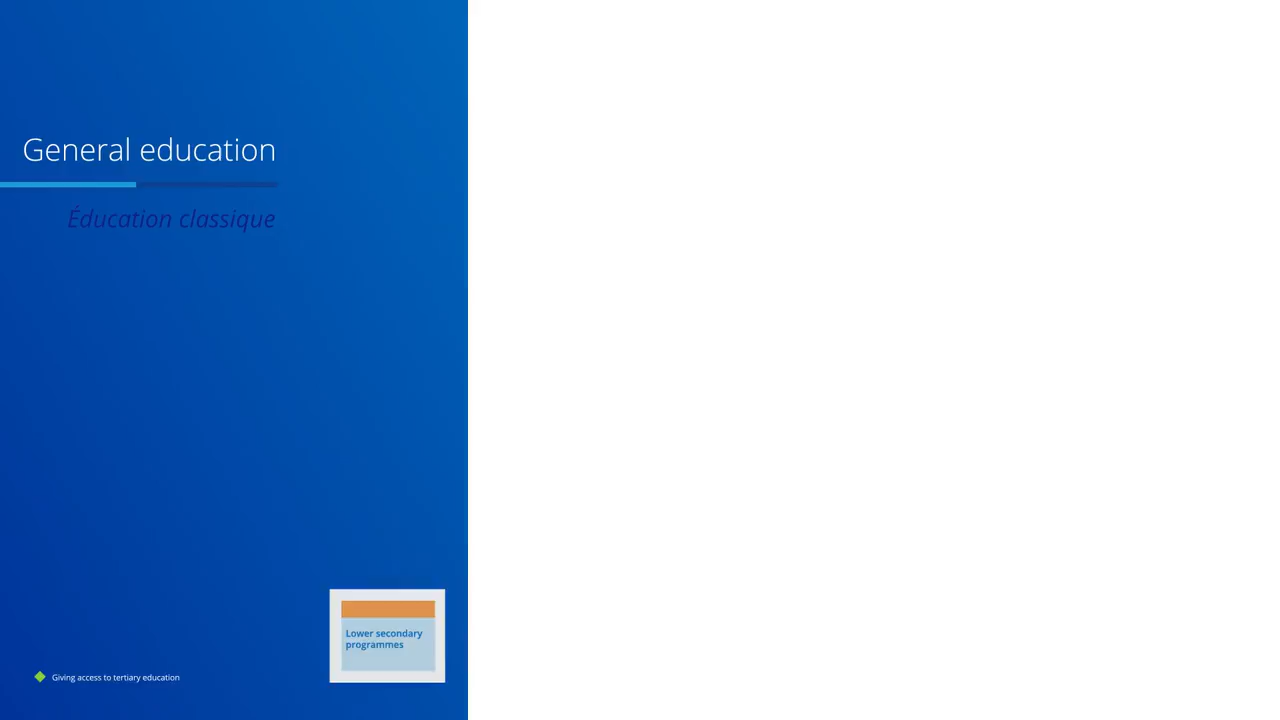 General education
Éducation classique
Lower secondary
programmes
Giving access to tertiary education